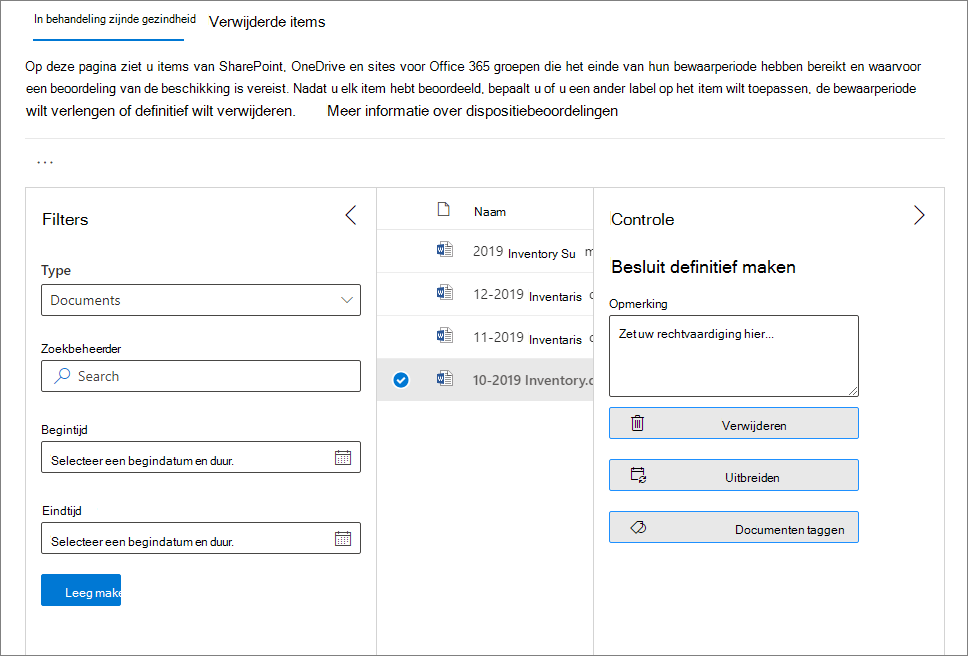 In behandeling zijnde gezindheid Verwijderde items
Op deze pagina ziet u items van SharePoint, OneDrive en sites voor Office 365 groepen die het einde van hun bewaarperiode hebben bereikt en waarvoor
een beoordeling van de beschikking is vereist. Nadat u elk item hebt beoordeeld, bepaalt u of u een ander label op het item wilt toepassen, de bewaarperiode
wilt verlengen of definitief wilt verwijderen. Meer informatie over dispositiebeoordelingen
...
Filters
Type
Documents
Zoekbeheerder
Search
Begintijd
Selecteer een begindatum en duur.
Eindtijd
Selecteer een begindatum en duur.
Leeg make
Naam
2019 Inventory Su m
12-2019 Inventaris
11-2019 Inventaris
10-2019 Inventory.d
Controle
Besluit definitief maken
Opmerking
Zet uw rechtvaardiging hier...
Verwijderen
Uitbreiden
Documenten taggen